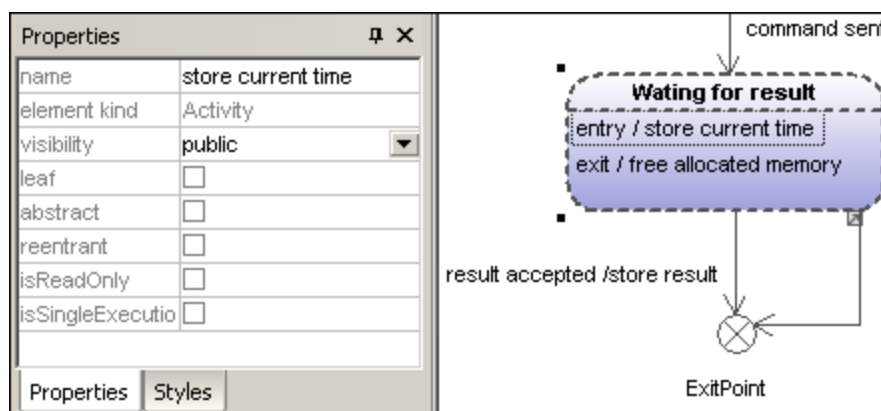 Properties
name store current time
element kind Activity
visibility public
leaf
abstract
reentrant
isReadOnly
isSingleExecutio
Properties Styles
command sent
Wating for result
entry / store current time
exit / free allocated memory
result accepted /store result
ExitPoint